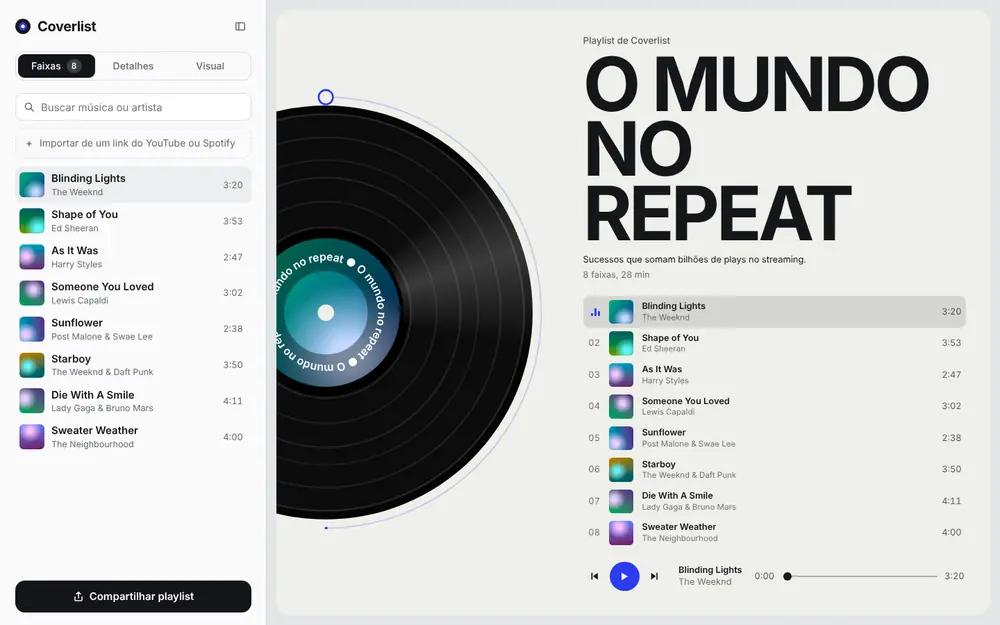 Coverlist
Faixas 8
Detalhes
Visual
Buscar música ou artista
+ Importar de um link do YouTube ou Spotify
Blinding Lights
The Weeknd
3:20
Shape of You
Ed Sheeran
3:53
As It Was
Harry Styles
2:47
Someone You Loved
Lewis Capaldi
3:02
Sunflower
Post Malone & Swae Lee
2:38
Starboy
The Weeknd & Daft Punk
3:50
Die With A Smile
Lady Gaga & Bruno Mars
4:11
Sweater Weather
The Neighbourhood
4:00
Compartilhar playlist
O mundo no repeat ● O mundo no repeat ●
Playlist de Coverlist
O MUNDO
NO
REPEAT
Sucessos que somam bilhões de plays no streaming.
8 faixas, 28 min
Blinding Lights
The Weeknd
3:20
02
Shape of You
Ed Sheeran
3:53
03
As It Was
Harry Styles
2:47
04
Someone You Loved
Lewis Capaldi
3:02
05
Sunflower
Post Malone & Swae Lee
2:38
06
Starboy
The Weeknd & Daft Punk
3:50
07
Die With A Smile
Lady Gaga & Bruno Mars
4:11
08
Sweater Weather
The Neighbourhood
4:00
Blinding Lights
The Weeknd
0:00
3:20